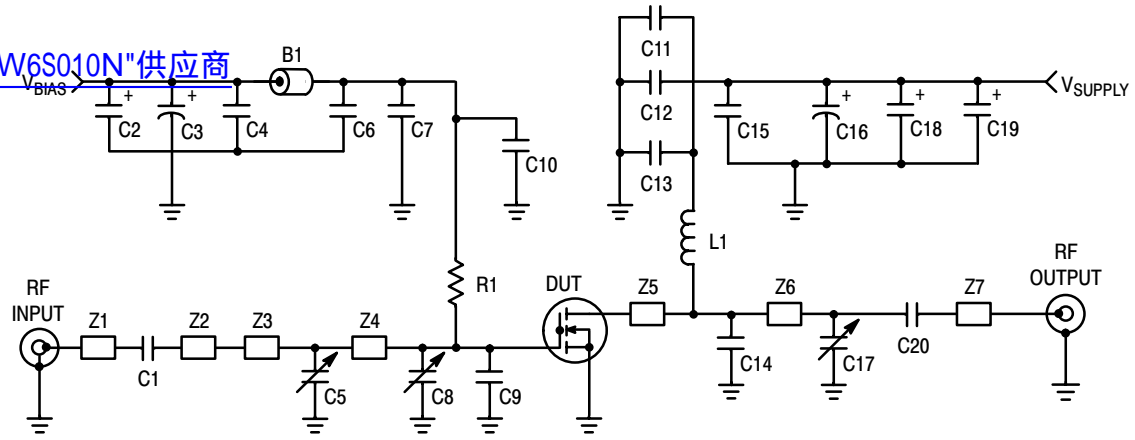 W6S010N"供应商
VBIAS
B1
C2
+
C3
+
C4
C6
C7
C10
C11
C12
C13
C15
C16
+
C18
+
C19
+
VSUPPLY
R1
L1
RF
INPUT
Z1
C1
Z2
Z3
C5
Z4
C8
C9
DUT
Z5
C14
Z6
C17
C20
Z7
RF
OUTPUT